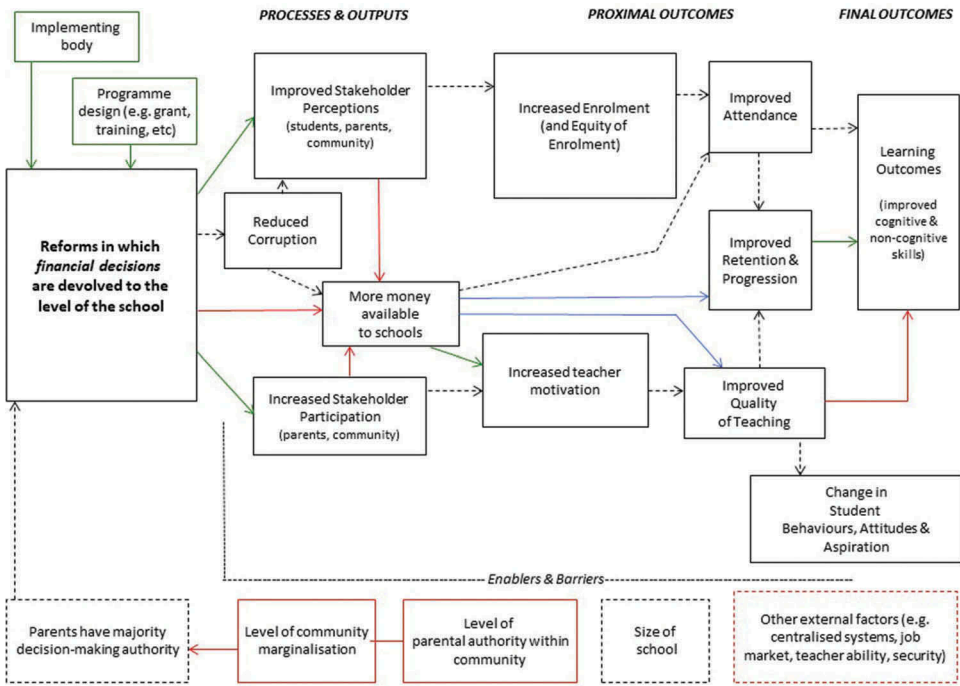 PROCESSES & OUTPUTS
PROXIMAL OUTCOMES
FINAL OUTCOMES
Implementing
body
Programme
design (e.g. grant,
training, etc)
Improved Stakeholder
Perceptions
(students, parents,
community)
Increased Enrolment
(and Equity of
Enrolment)
Improved
Attendance
Learning
Outcomes
(improved
cognitive &
non-cognitive
skills)
Reforms in which
financial decisions
are devolved to the
level of the school
Reduced
Corruption
Improved
Retention &
Progression
More money
available
to schools
Increased Stakeholder
Participation
(parents, community)
Increased teacher
motivation
Improved
Quality
of Teaching
Change in
Student
Behaviours, Attitudes &
Aspiration
Enablers & Barriers
Parents have majority
decision-making authority
Level of community
marginalisation
Level of
parental authority within
community
Size of
school
Other external factors (e.g.
centralised systems, job
market, teacher ability, security)